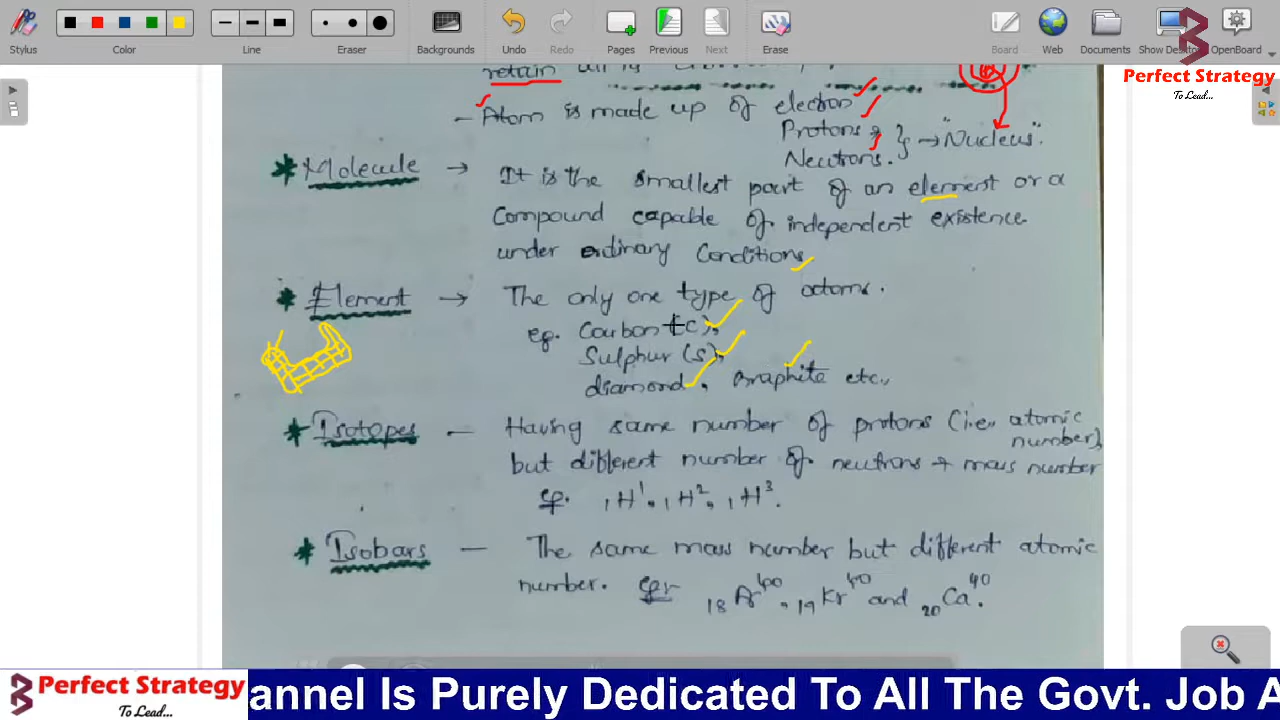 Stylus Color Line Eraser Backgrounds Undo Redo Pages Previous Next Erase Board Web Documents Show Desktop OpenBoard
Perfect Strategy
To Lead...
retain all its
- Atom is made up of electron
Protons &
Neutrons. } → "Nucleus".
* Molecule → It is the smallest part of an element or a
Compound capable of independent existence
under ordinary Conditions
* Element → The only one type of atoms.
eg. Carbon (C),
Sulphur (S),
diamond, Graphite etc.,
* Isotopes - Having same number of protons (i.e., atomic
number),
but different number of neutrons & mass number
eg. ₁H¹, ₁H², ₁H³.
* Isobars - The same mass number but different atomic
number. eg:- ₁₈Ar⁴⁰, ₁₉Kr⁴⁰ and ₂₀Ca⁴⁰.
Perfect Strategy
To Lead...
annel Is Purely Dedicated To All The Govt. Job A